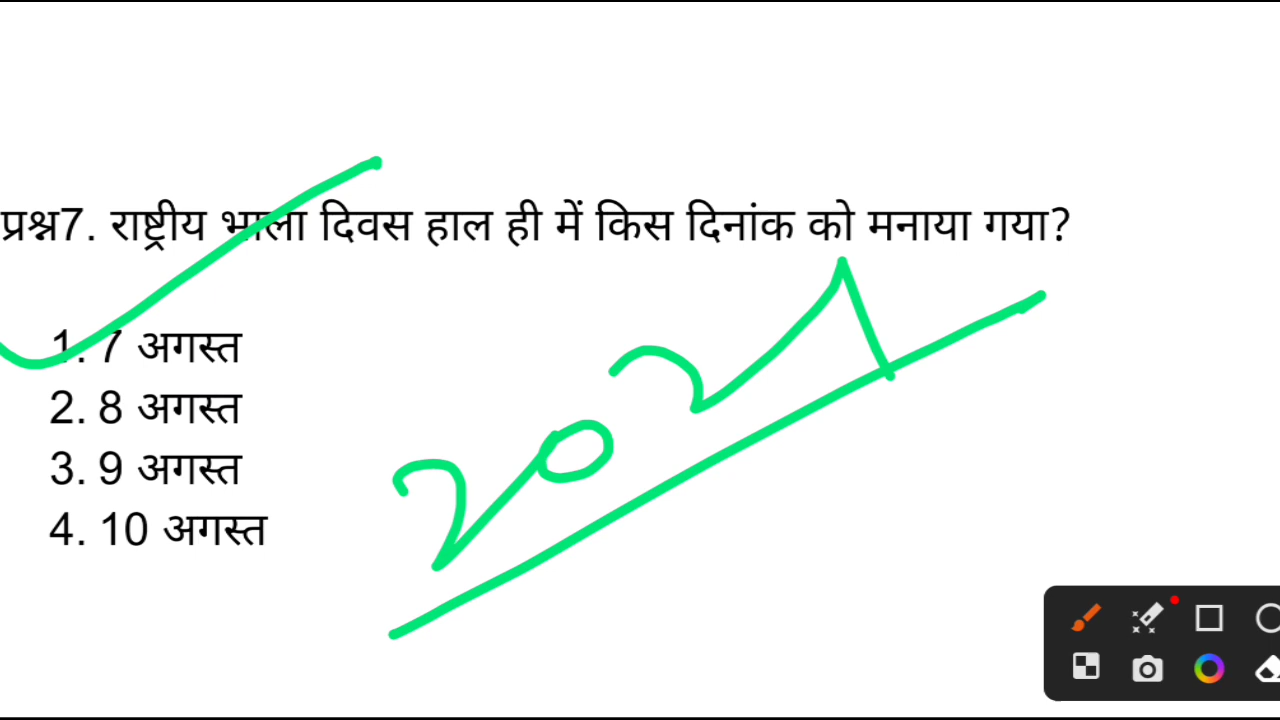 प्रश्न7. राष्ट्रीय भाला दिवस हाल ही में किस दिनांक को मनाया गया?
1. 7 अगस्त
2. 8 अगस्त
3. 9 अगस्त
4. 10 अगस्त
2021